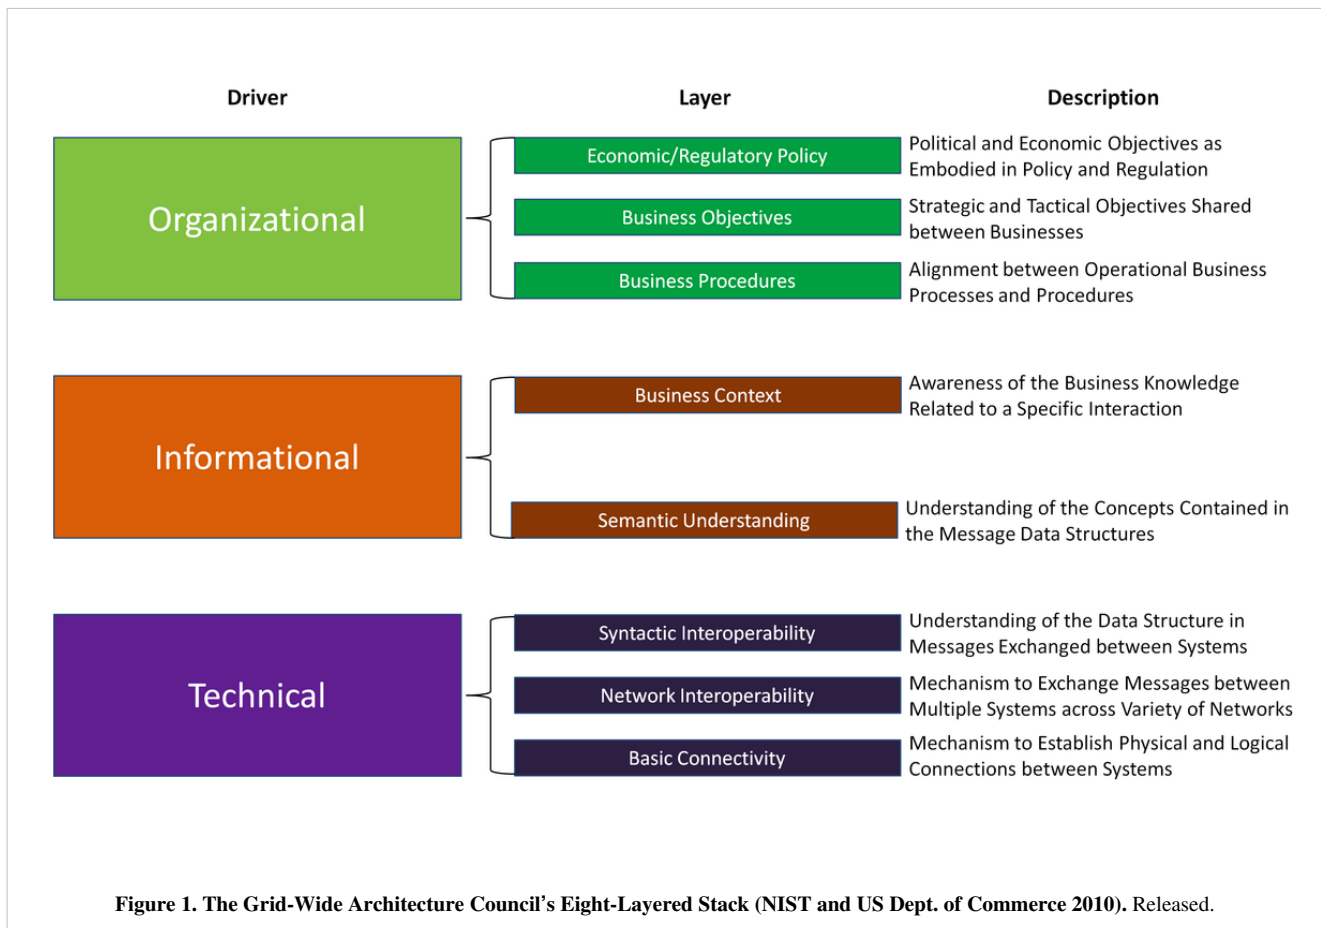 Driver
Layer
Description
Organizational
Economic/Regulatory Policy
Political and Economic Objectives as
Embodied in Policy and Regulation
Business Objectives
Strategic and Tactical Objectives Shared
between Businesses
Business Procedures
Alignment between Operational Business
Processes and Procedures
Informational
Business Context
Awareness of the Business Knowledge
Related to a Specific Interaction
Semantic Understanding
Understanding of the Concepts Contained in
the Message Data Structures
Technical
Syntactic Interoperability
Understanding of the Data Structure in
Messages Exchanged between Systems
Network Interoperability
Mechanism to Exchange Messages between
Multiple Systems across Variety of Networks
Basic Connectivity
Mechanism to Establish Physical and Logical
Connections between Systems
Figure 1. The Grid-Wide Architecture Council’s Eight-Layered Stack (NIST and US Dept. of Commerce 2010). Released.